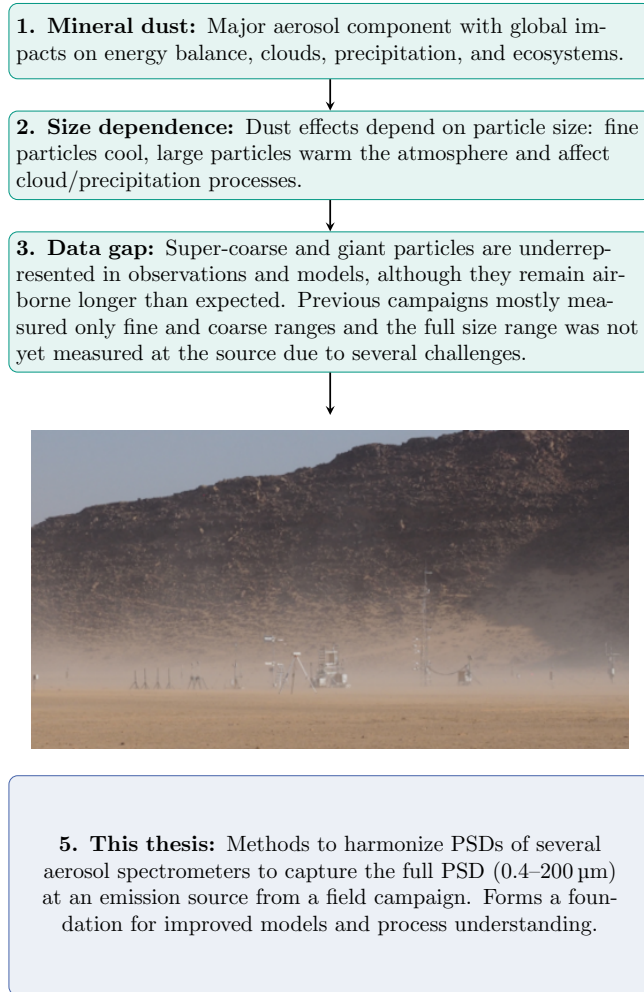 1. Mineral dust: Major aerosol component with global im-
pacts on energy balance, clouds, precipitation, and ecosystems.
2. Size dependence: Dust effects depend on particle size: fine
particles cool, large particles warm the atmosphere and affect
cloud/precipitation processes.
3. Data gap: Super-coarse and giant particles are underrep-
resented in observations and models, although they remain air-
borne longer than expected. Previous campaigns mostly mea-
sured only fine and coarse ranges and the full size range was not
yet measured at the source due to several challenges.
5. This thesis: Methods to harmonize PSDs of several
aerosol spectrometers to capture the full PSD (0.4–200 µm)
at an emission source from a field campaign. Forms a foun-
dation for improved models and process understanding.